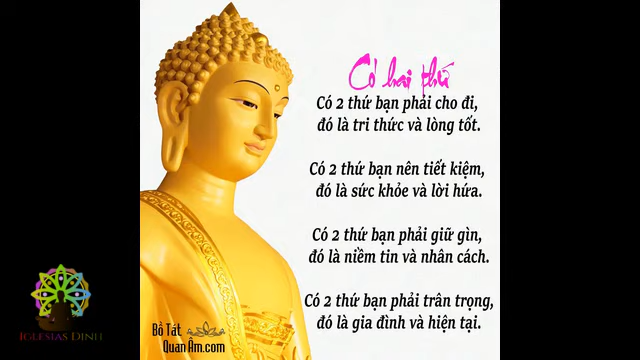 Có hai thứ
Có 2 thứ bạn phải cho đi,
đó là tri thức và lòng tốt.
Có 2 thứ bạn nên tiết kiệm,
đó là sức khỏe và lời hứa.
Có 2 thứ bạn phải giữ gìn,
đó là niềm tin và nhân cách.
Có 2 thứ bạn phải trân trọng,
đó là gia đình và hiện tại.
Bồ Tát
Quan Âm.com
IGLESIAS DINH